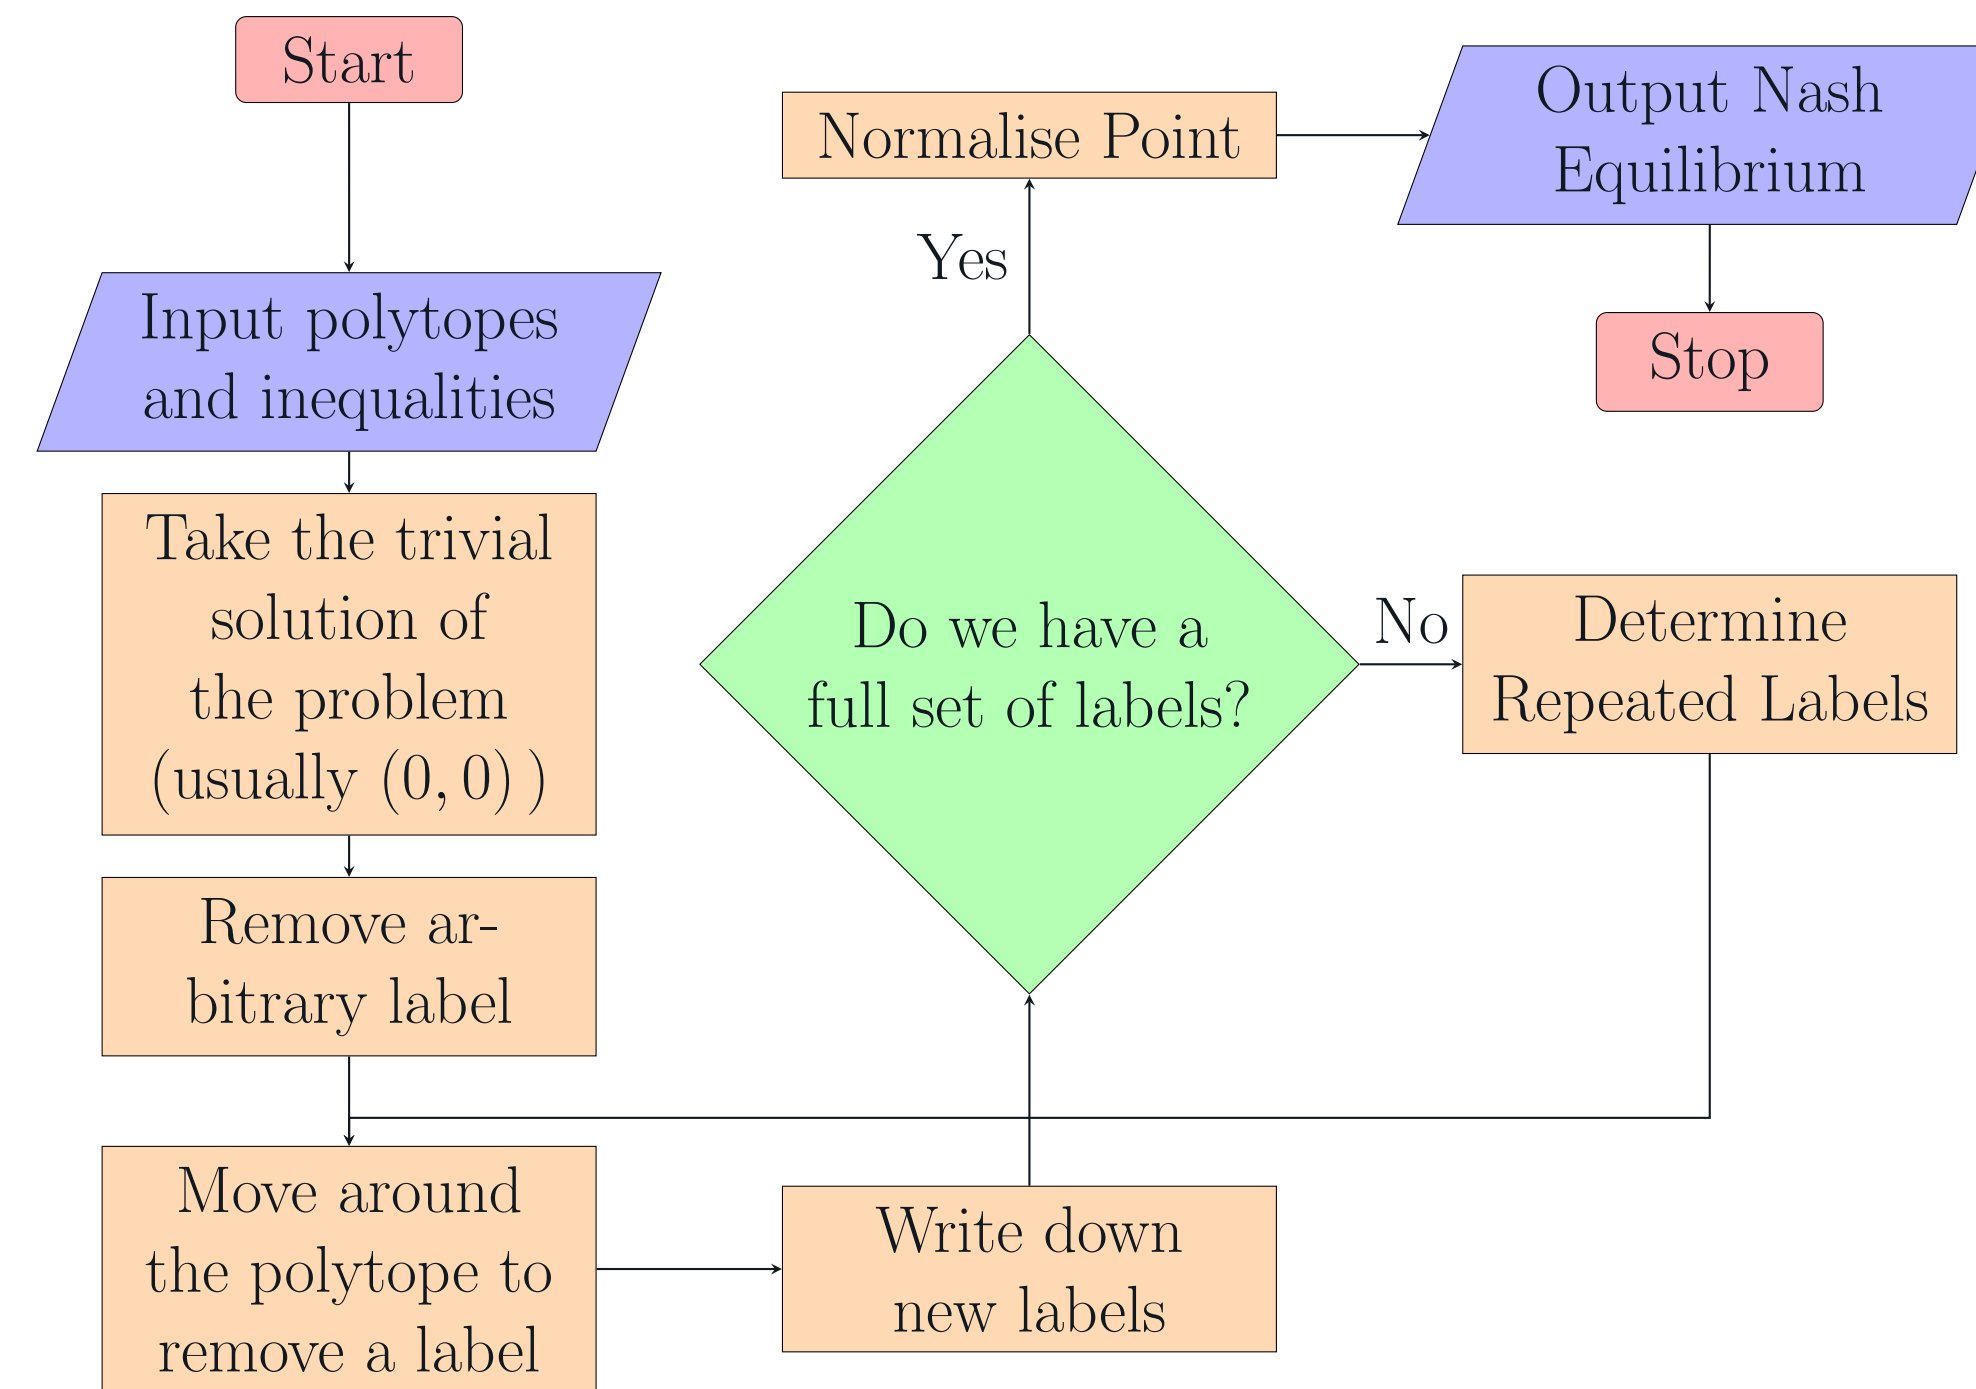 Start
Input polytopes
and inequalities
Take the trivial
solution of
the problem
(usually (0, 0) )
Remove ar-
bitrary label
Move around
the polytope to
remove a label
Write down
new labels
Do we have a
full set of labels?
Yes
No
Normalise Point
Output Nash
Equilibrium
Stop
Determine
Repeated Labels